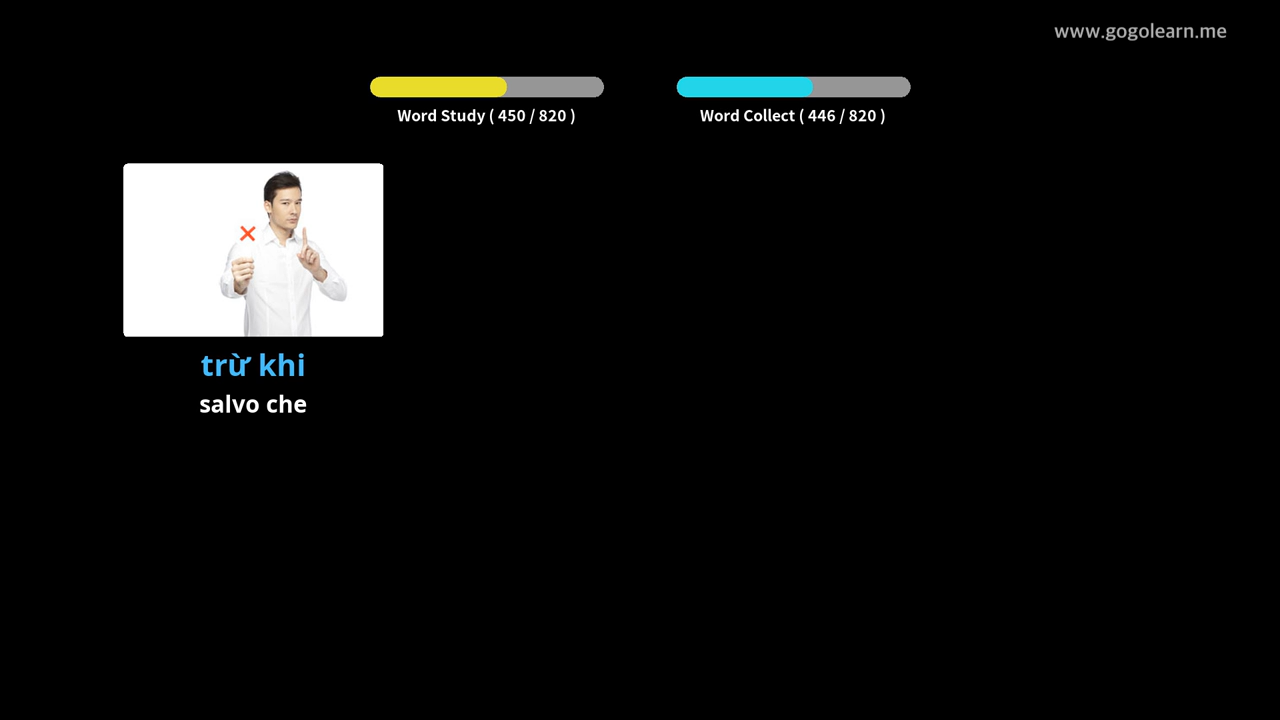 www.gogolearn.me
Word Study ( 450 / 820 )
Word Collect ( 446 / 820 )
trừ khi
salvo che